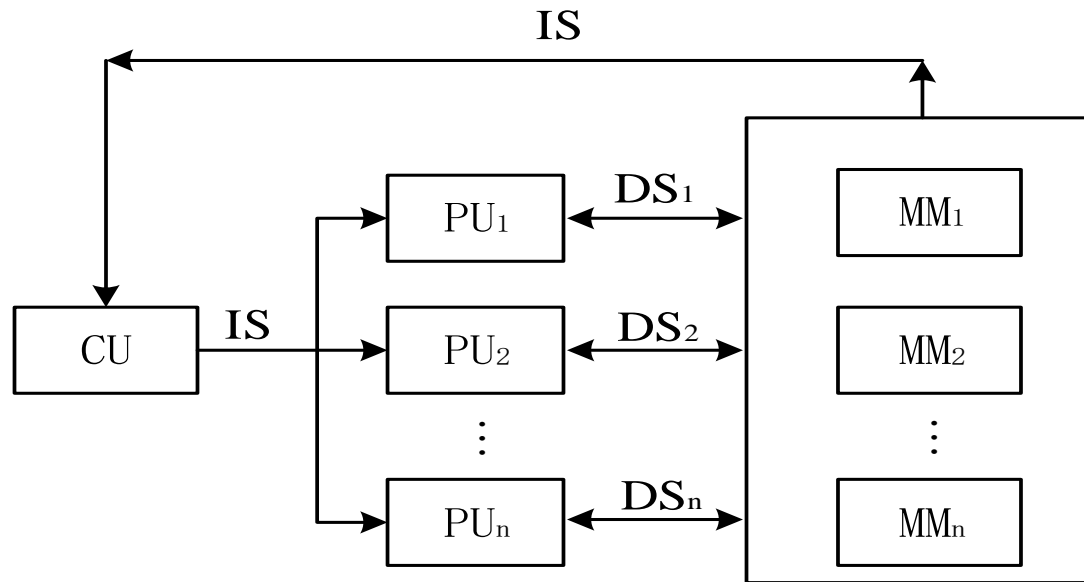 IS
DS₁
PU₁
MM₁
IS
DS₂
CU
PU₂
MM₂
⋮
⋮
DSₙ
PUₙ
MMₙ